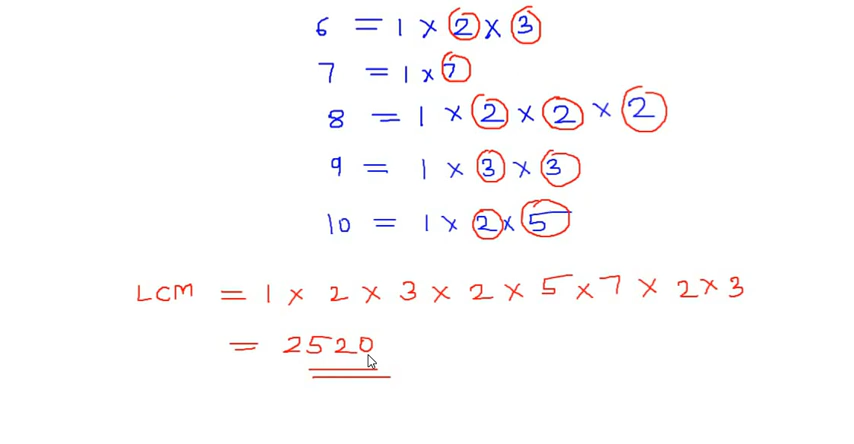 6 = 1 × 2 × 3
7 = 1 × 7
8 = 1 × 2 × 2 × 2
9 = 1 × 3 × 3
10 = 1 × 2 × 5
LCM = 1 × 2 × 3 × 2 × 5 × 7 × 2 × 3
= 2520